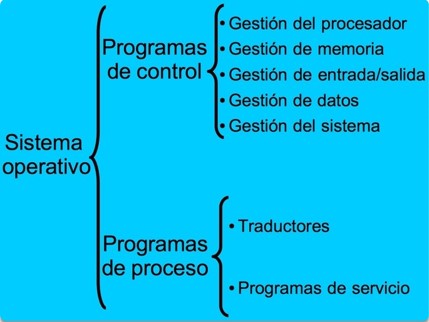 Sistema
operativo
Programas
de control
• Gestión del procesador
• Gestión de memoria
• Gestión de entrada/salida
• Gestión de datos
• Gestión del sistema
Programas
de proceso
• Traductores
• Programas de servicio